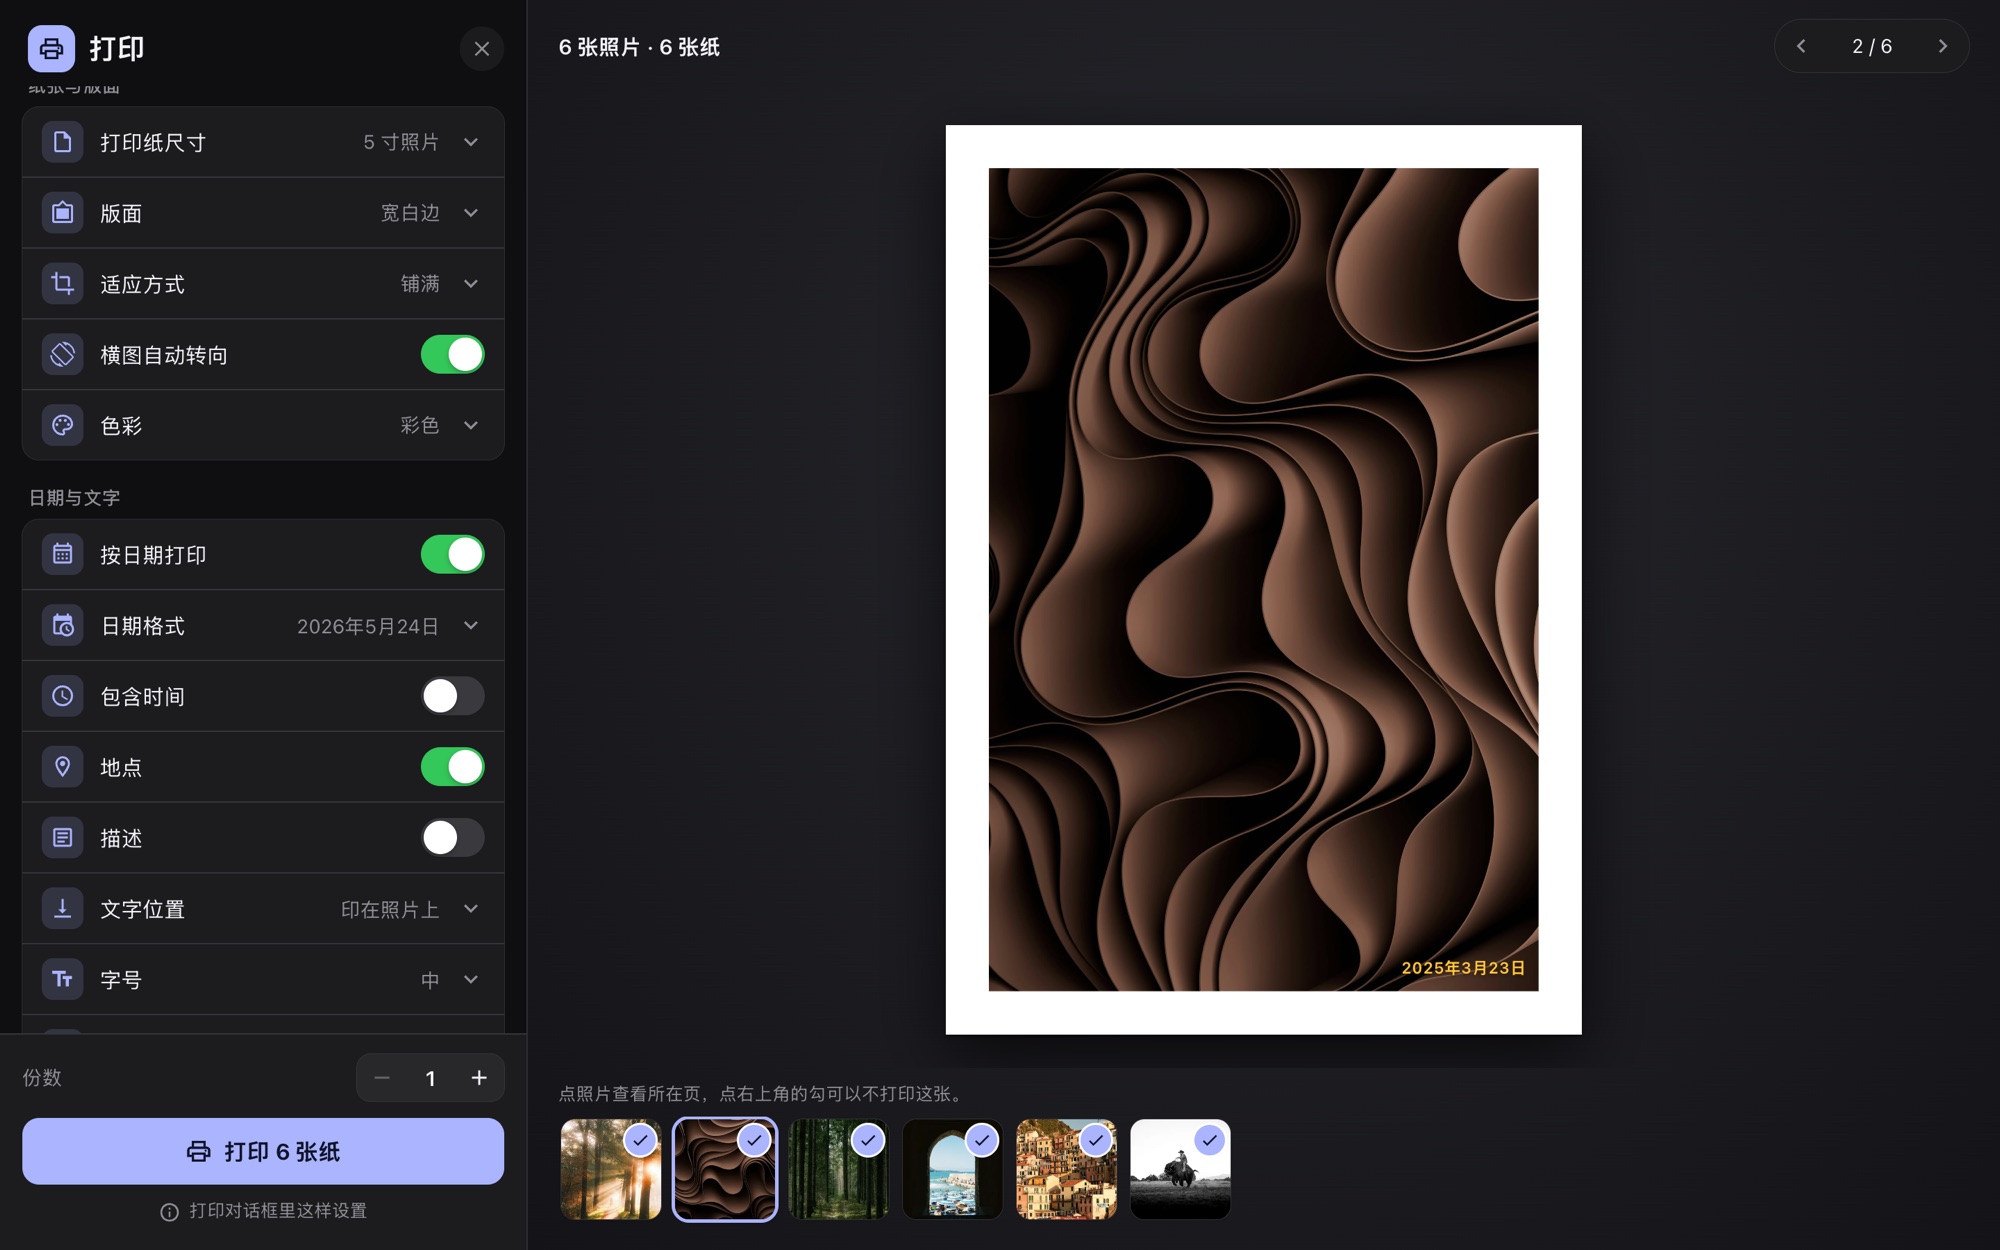 打印
纸张与版面
打印纸尺寸
5 寸照片
版面
宽白边
适应方式
铺满
横图自动转向
色彩
彩色
日期与文字
按日期打印
日期格式
2026年5月24日
包含时间
地点
描述
文字位置
印在照片上
字号
中
份数
1
打印 6 张纸
打印对话框里这样设置
6 张照片 · 6 张纸
2 / 6
2025年3月23日
点照片查看所在页，点右上角的勾可以不打印这张。